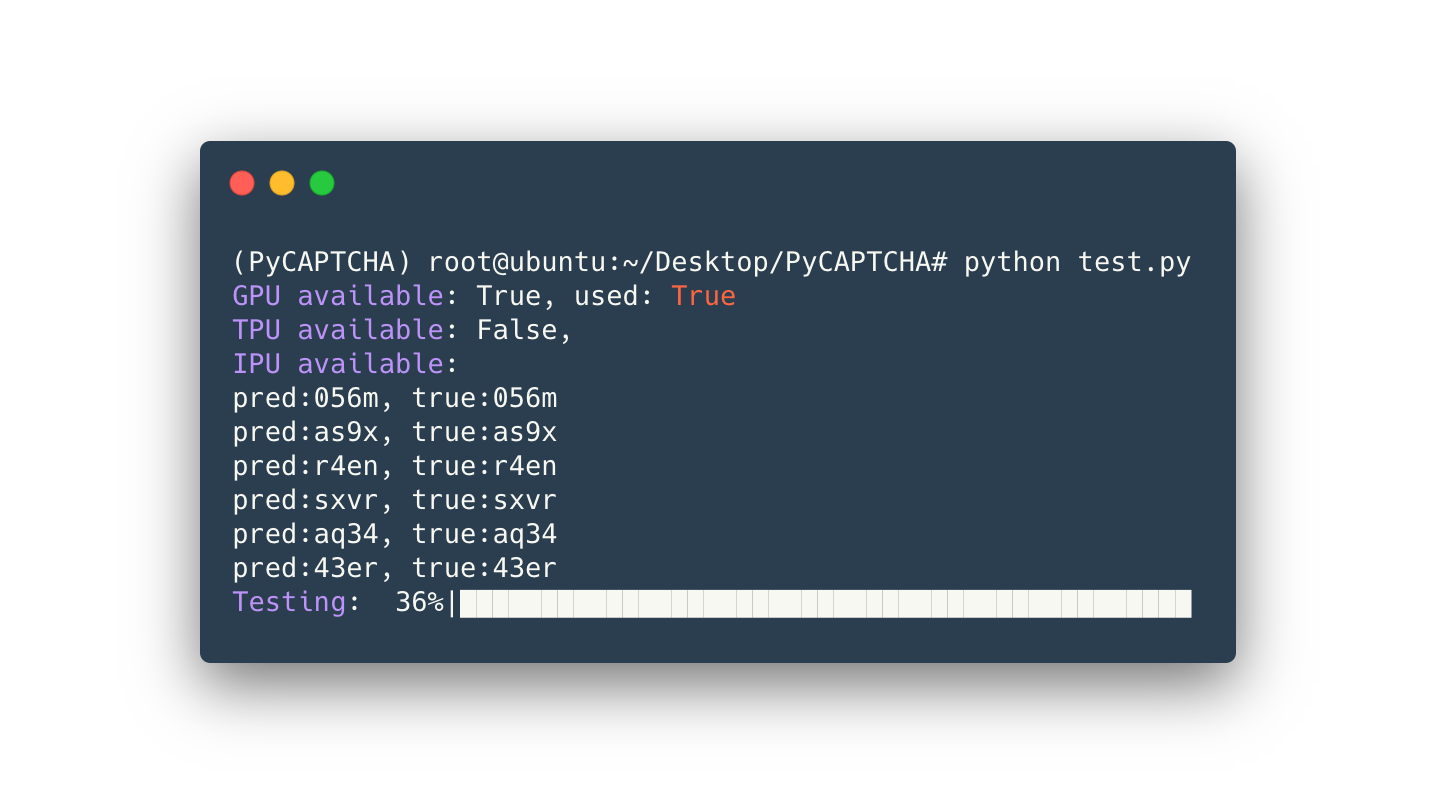 (PyCAPTCHA) root@ubuntu:~/Desktop/PyCAPTCHA# python test.py
GPU available: True, used: True
TPU available: False,
IPU available:
pred:056m, true:056m
pred:as9x, true:as9x
pred:r4en, true:r4en
pred:sxvr, true:sxvr
pred:aq34, true:aq34
pred:43er, true:43er
Testing:  36%|█████████████████████████████████████████████